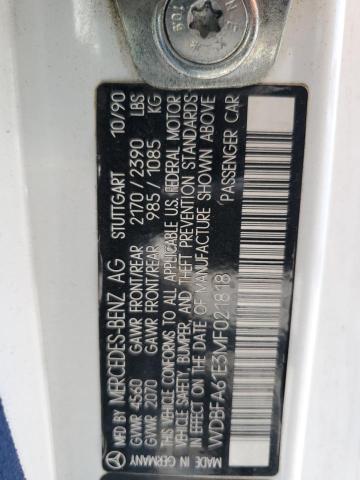 MERCEDES-BENZ AG STUTTGART 10/90
GVWR 4560 GAWR FRONT/REAR 2170/2390 LBS
GVWR 2070 GAWR FRONT/REAR 985/1085 KG
THIS VEHICLE CONFORMS TO ALL APPLICABLE U.S. FEDERAL MOTOR
VEHICLE SAFETY, BUMPER, AND THEFT PREVENTION STANDARDS
IN EFFECT ON THE DATE OF MANUFACTURE SHOWN ABOVE
WDBFA61E3MF021818 PASSENGER CAR
MADE IN GERMANY